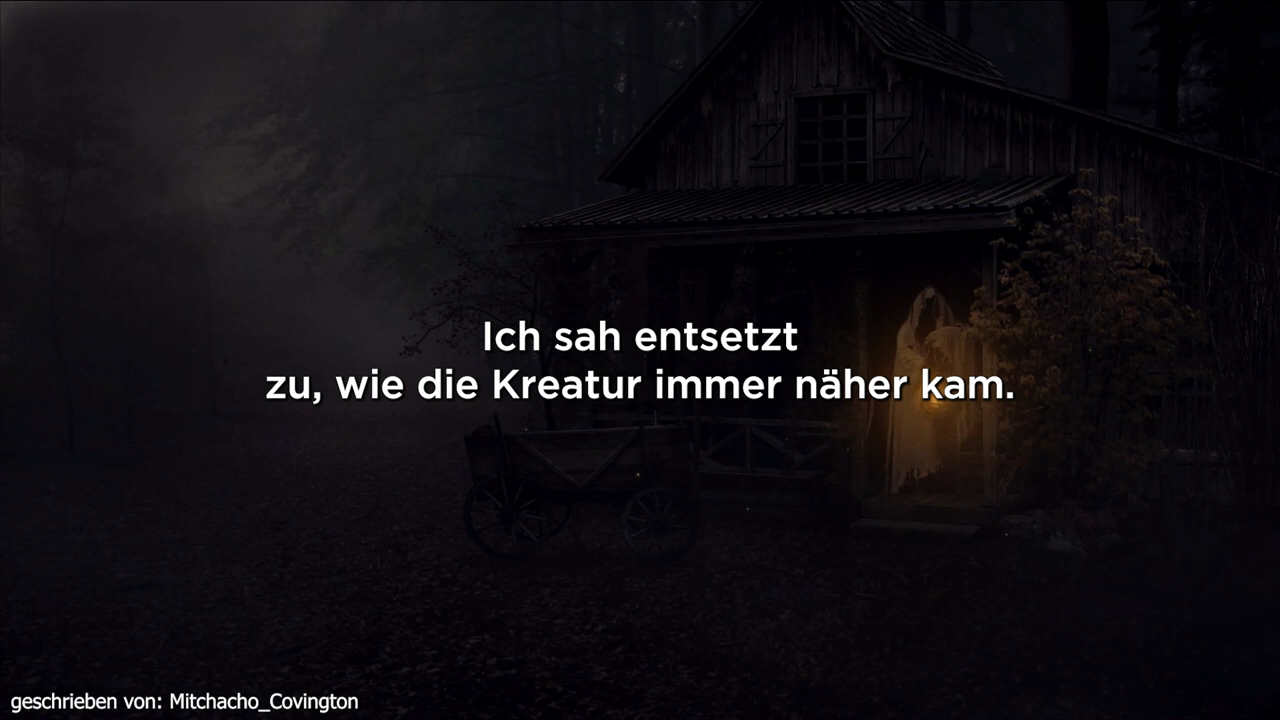 Ich sah entsetzt
zu, wie die Kreatur immer näher kam.
geschrieben von: Mitchacho_Covington